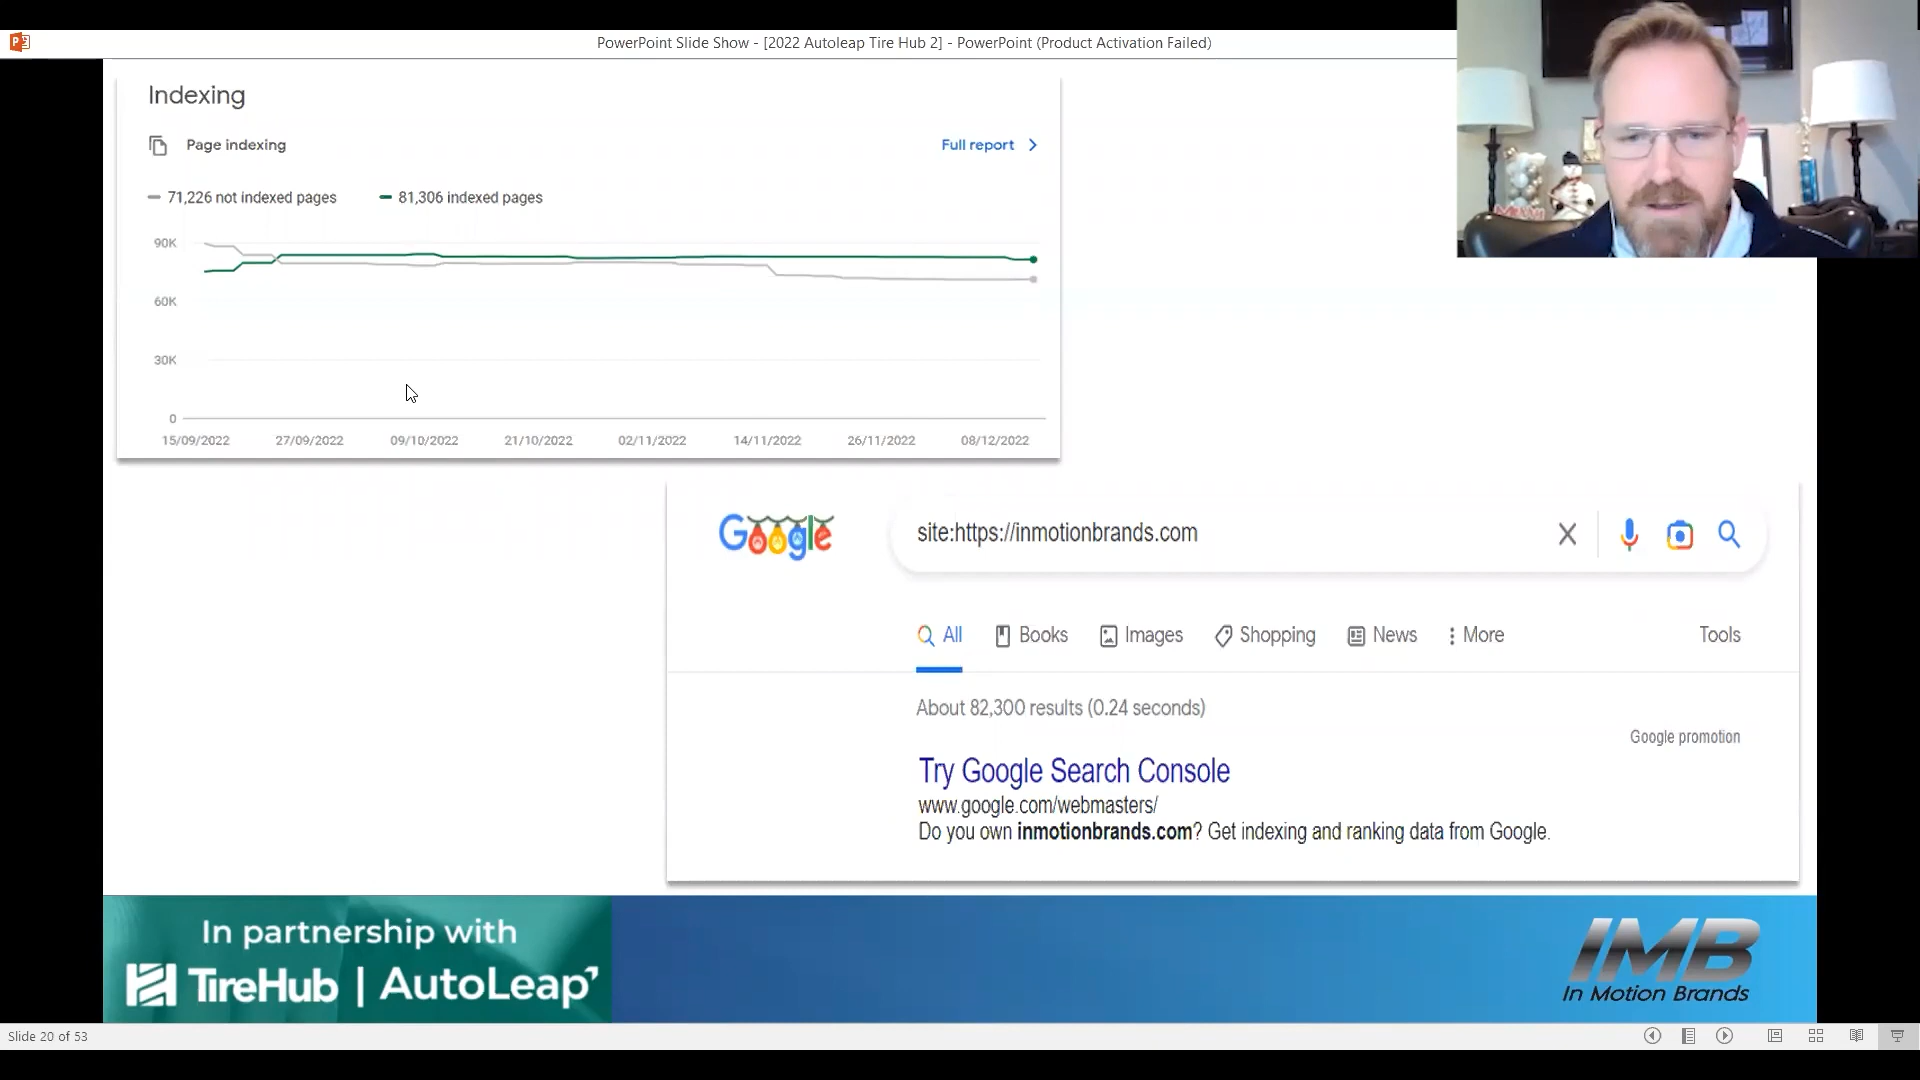 PowerPoint Slide Show - [2022 Autoleap Tire Hub 2] - PowerPoint (Product Activation Failed)
Indexing
Page indexing
Full report
71,226 not indexed pages
81,306 indexed pages
90K
60K
30K
0
15/09/2022 27/09/2022 09/10/2022 21/10/2022 02/11/2022 14/11/2022 26/11/2022 08/12/2022
Google
site:https://inmotionbrands.com
All Books Images Shopping News More Tools
About 82,300 results (0.24 seconds)
Google promotion
Try Google Search Console
www.google.com/webmasters/
Do you own inmotionbrands.com? Get indexing and ranking data from Google.
In partnership with
TireHub | AutoLeap
IMB
In Motion Brands
Slide 20 of 53